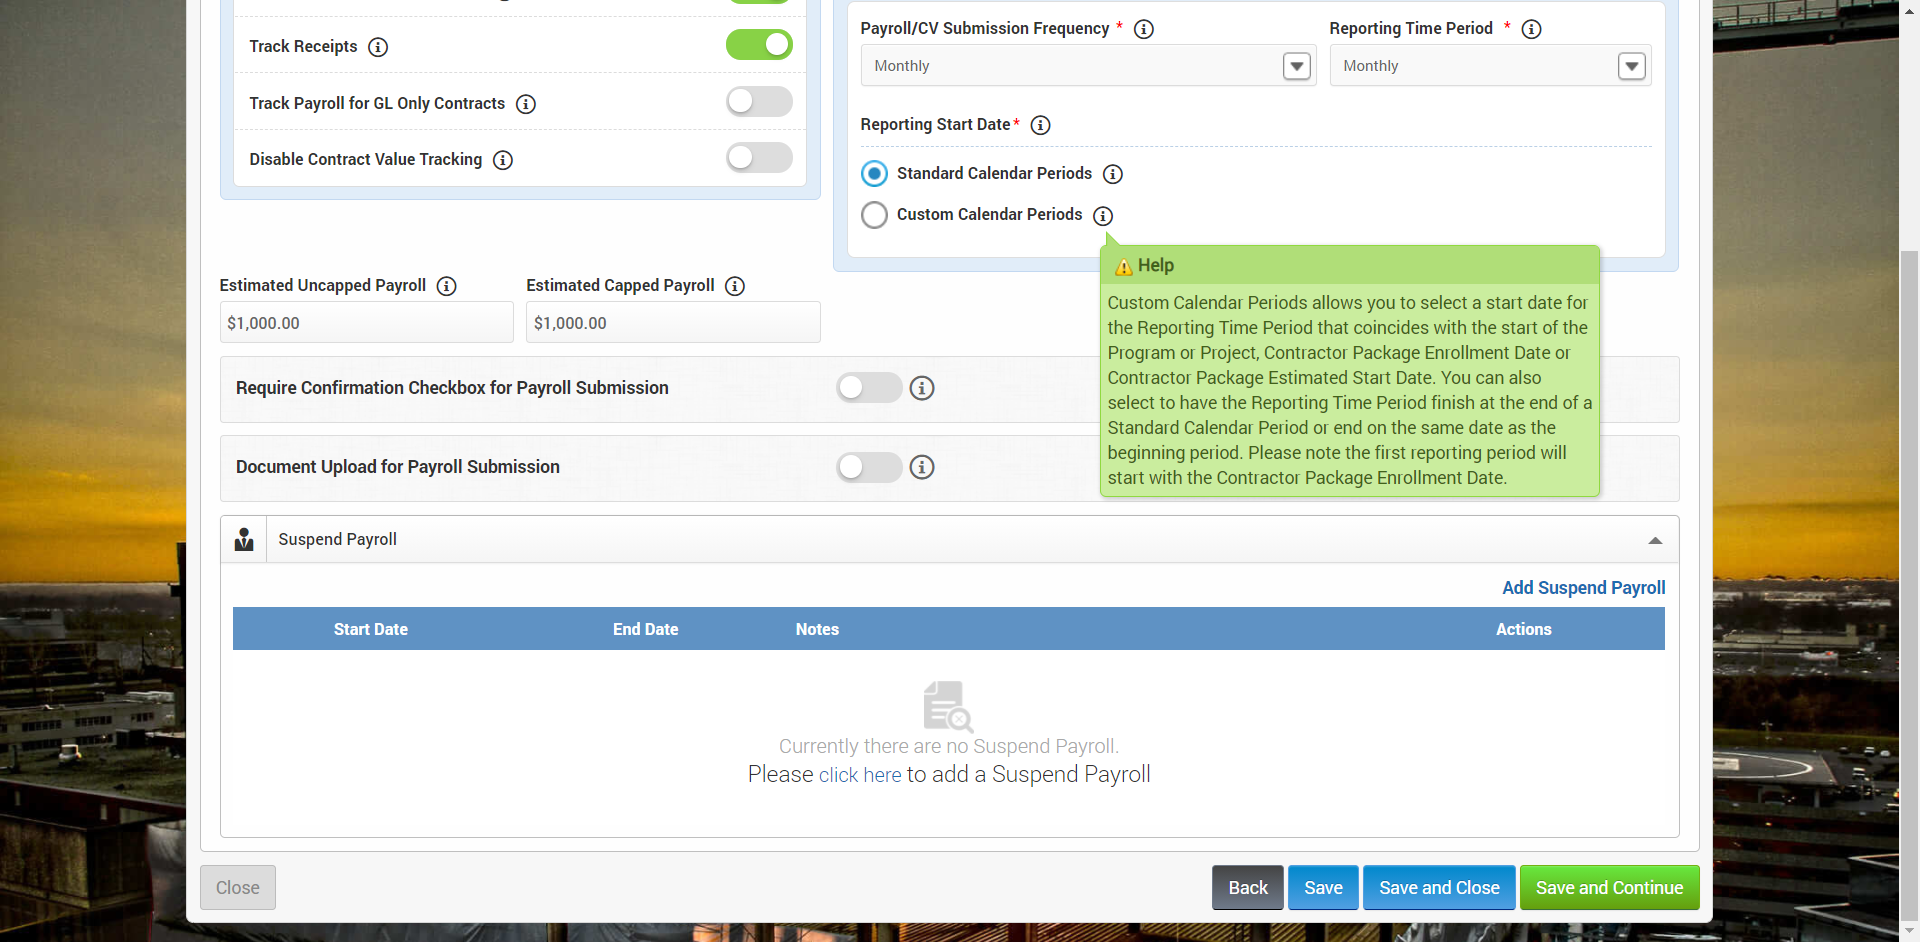 Track Receipts
Track Payroll for GL Only Contracts
Disable Contract Value Tracking
Payroll/CV Submission Frequency *
Monthly
Reporting Time Period *
Monthly
Reporting Start Date*
Standard Calendar Periods
Custom Calendar Periods
Help
Custom Calendar Periods allows you to select a start date for
the Reporting Time Period that coincides with the start of the
Program or Project, Contractor Package Enrollment Date or
Contractor Package Estimated Start Date. You can also
select to have the Reporting Time Period finish at the end of a
Standard Calendar Period or end on the same date as the
beginning period. Please note the first reporting period will
start with the Contractor Package Enrollment Date.
Estimated Uncapped Payroll
$1,000.00
Estimated Capped Payroll
$1,000.00
Require Confirmation Checkbox for Payroll Submission
Document Upload for Payroll Submission
Suspend Payroll
Add Suspend Payroll
Start Date End Date Notes Actions
Currently there are no Suspend Payroll.
Please click here to add a Suspend Payroll
Close
Back
Save
Save and Close
Save and Continue